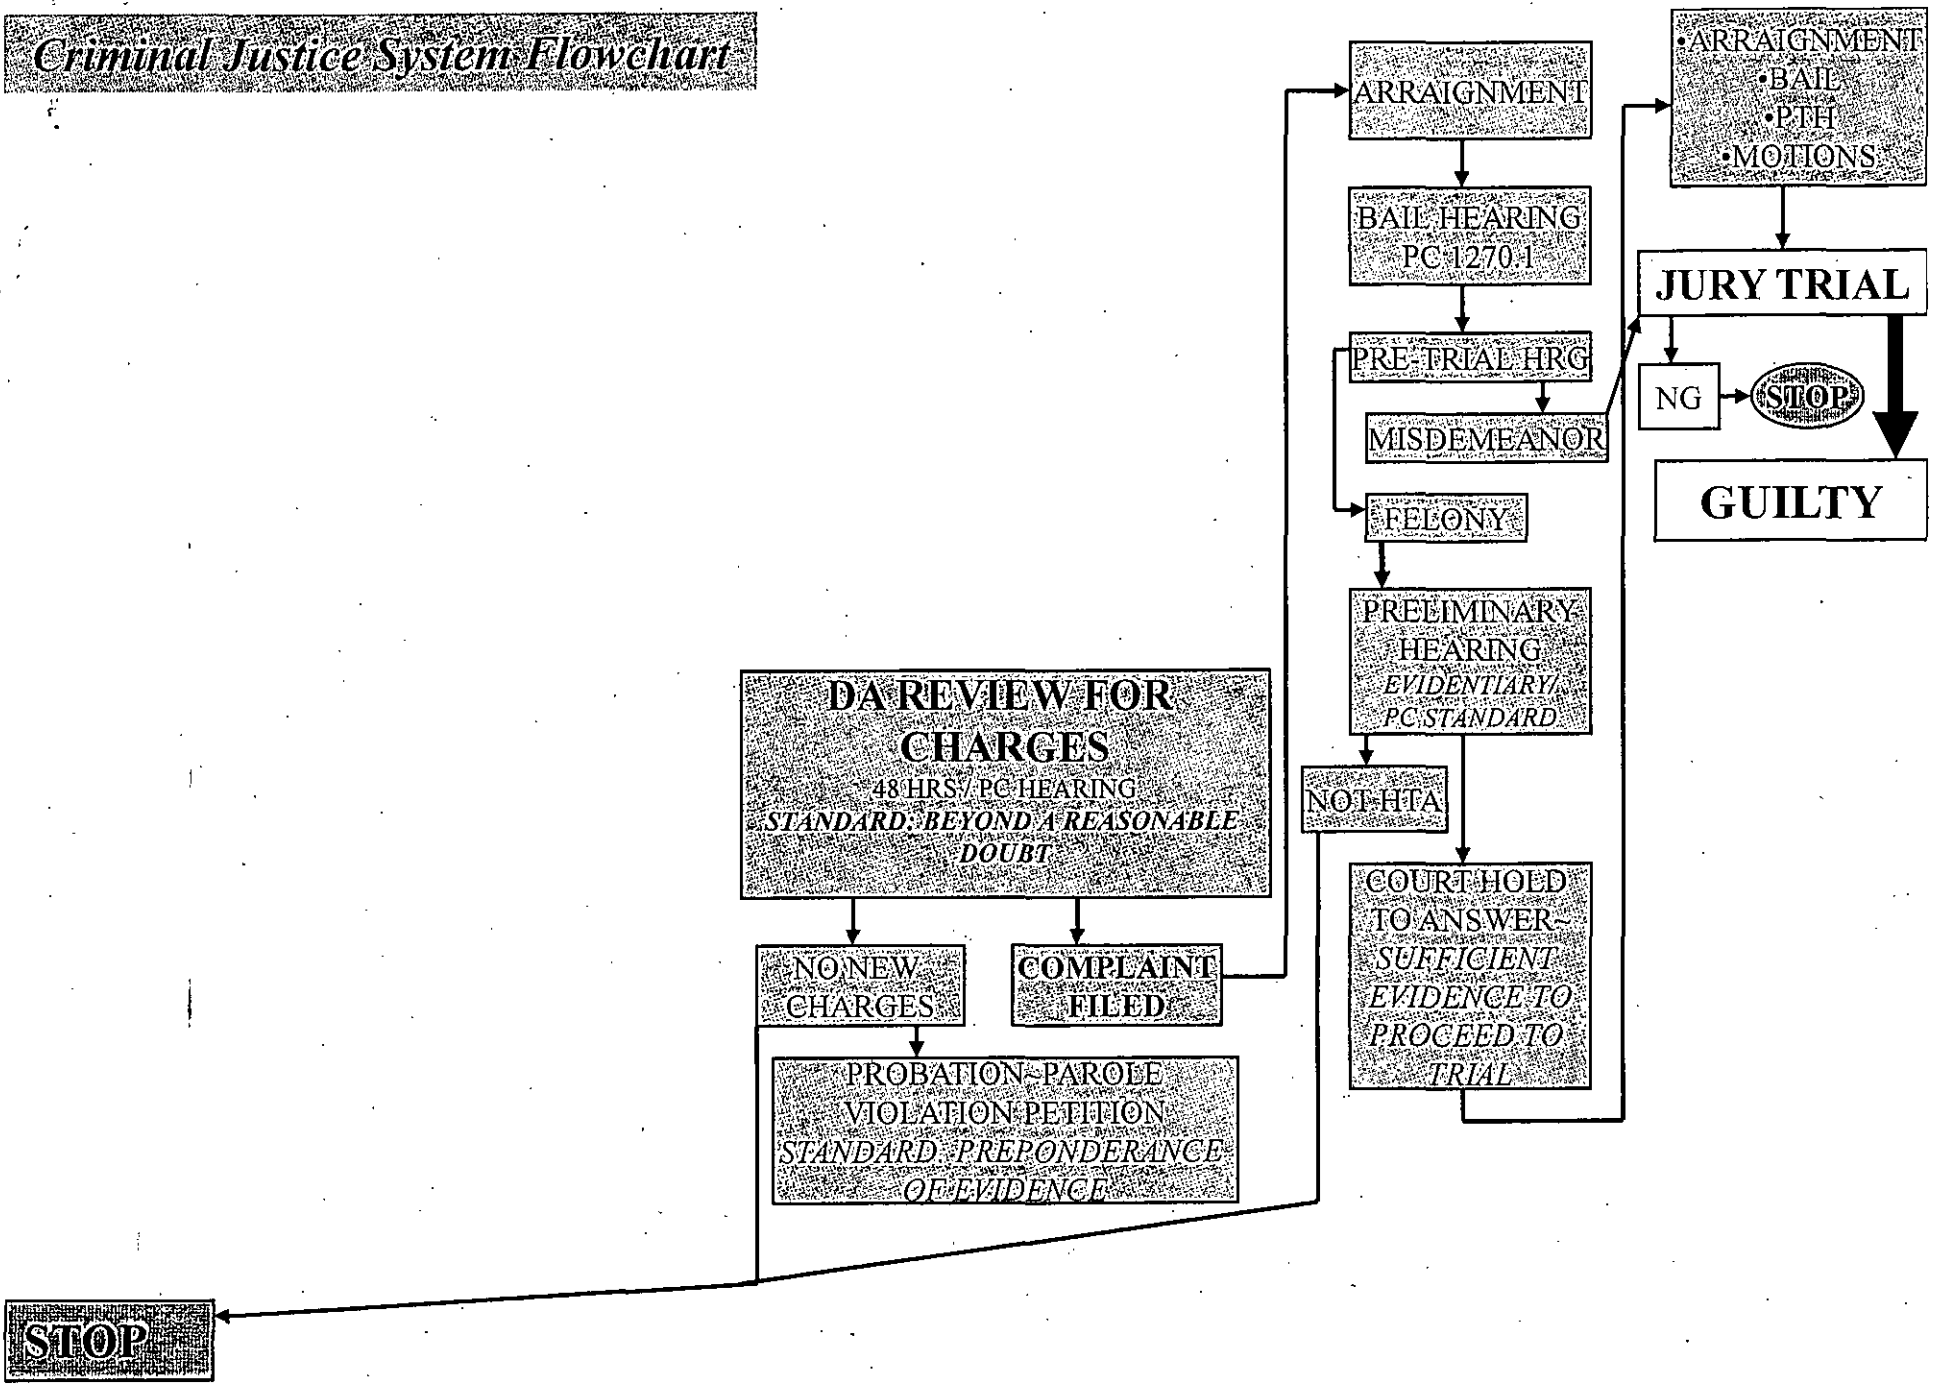 Criminal Justice System Flowchart
ARRAIGNMENT
BAIL HEARING
PC 1270.1
PRE-TRIAL HRG
MISDEMEANOR
FELONY
PRELIMINARY
HEARING
EVIDENTIARY/
PC STANDARD
NOT HTA
COURT HOLD
TO ANSWER~
SUFFICIENT
EVIDENCE TO
PROCEED TO
TRIAL
•ARRAIGNMENT
•BAIL
•PTH
•MOTIONS
JURY TRIAL
NG
STOP
GUILTY
DA REVIEW FOR
CHARGES
48 HRS / PC HEARING
STANDARD: BEYOND A REASONABLE
DOUBT
NO NEW
CHARGES
COMPLAINT
FILED
PROBATION~PAROLE
VIOLATION PETITION
STANDARD: PREPONDERANCE
OF EVIDENCE
STOP